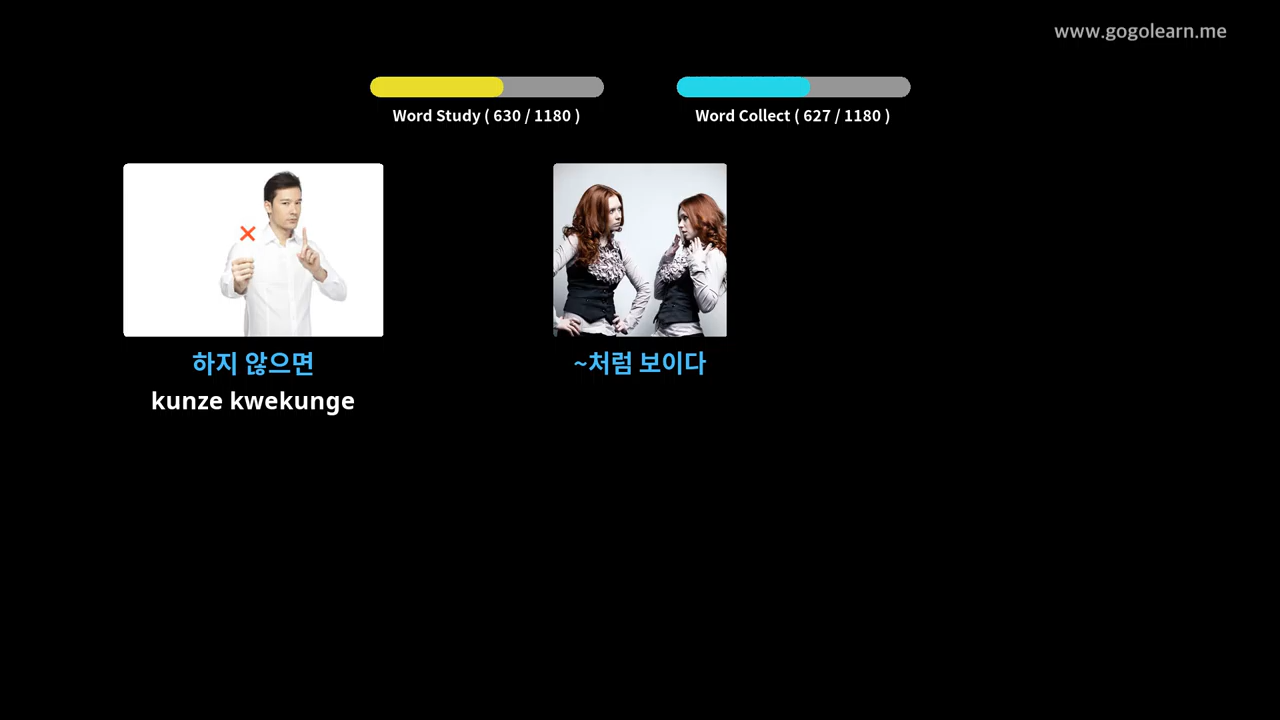 www.gogolearn.me
Word Study ( 630 / 1180 )
Word Collect ( 627 / 1180 )
하지 않으면
kunze kwekunge
~처럼 보이다